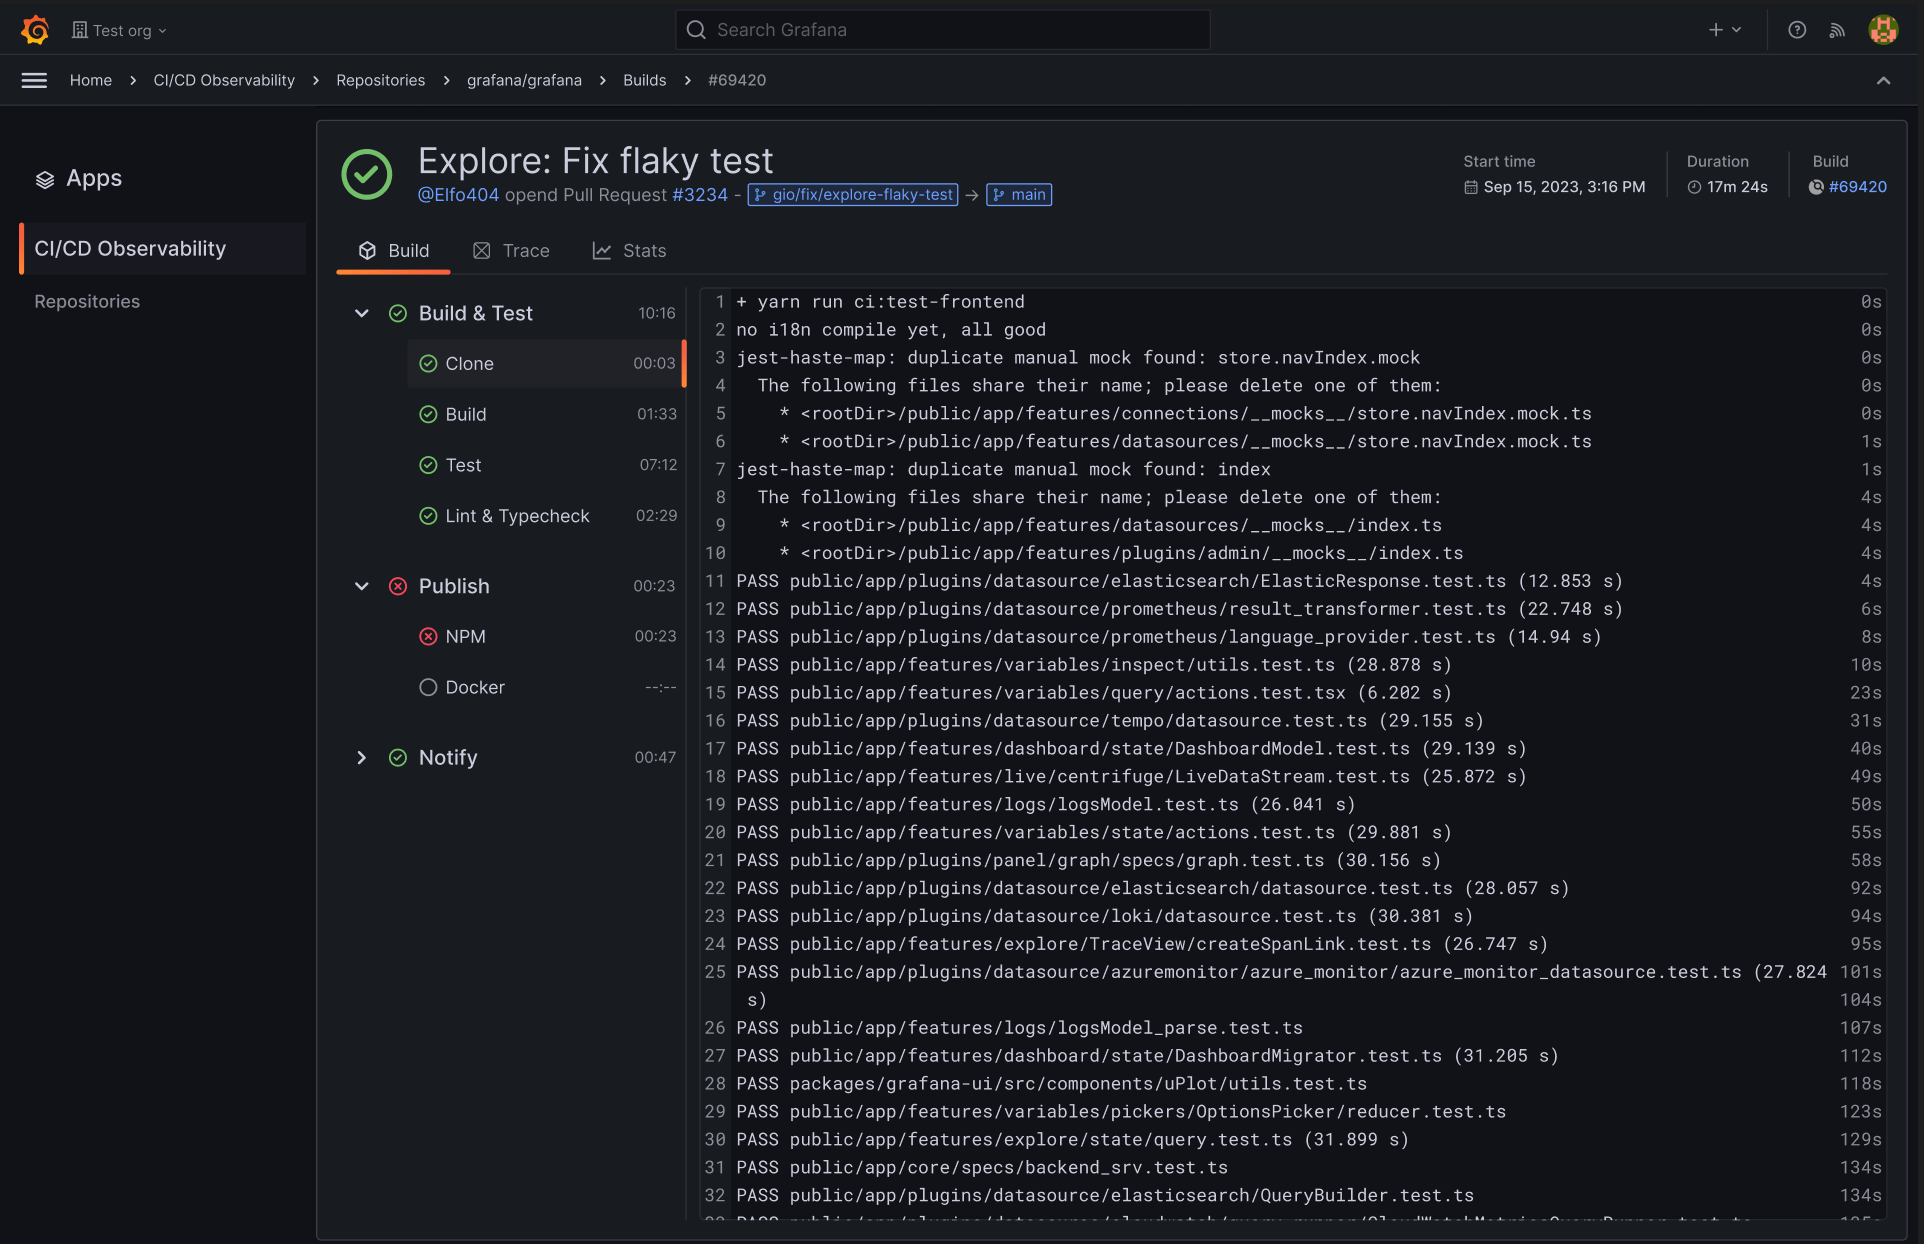 Test org
Search Grafana
Home > CI/CD Observability > Repositories > grafana/grafana > Builds > #69420
Apps
CI/CD Observability
Repositories
Explore: Fix flaky test
@Elfo404 opend Pull Request #3234 - gio/fix/explore-flaky-test → main
Start time
Sep 15, 2023, 3:16 PM
Duration
17m 24s
Build
#69420
Build
Trace
Stats
Build & Test 10:16
Clone 00:03
Build 01:33
Test 07:12
Lint & Typecheck 02:29
Publish 00:23
NPM 00:23
Docker --:--
Notify 00:47
1 + yarn run ci:test-frontend 0s
2 no i18n compile yet, all good 0s
3 jest-haste-map: duplicate manual mock found: store.navIndex.mock 0s
4 The following files share their name; please delete one of them: 0s
5 * <rootDir>/public/app/features/connections/__mocks__/store.navIndex.mock.ts 0s
6 * <rootDir>/public/app/features/datasources/__mocks__/store.navIndex.mock.ts 1s
7 jest-haste-map: duplicate manual mock found: index 1s
8 The following files share their name; please delete one of them: 4s
9 * <rootDir>/public/app/features/datasources/__mocks__/index.ts 4s
10 * <rootDir>/public/app/features/plugins/admin/__mocks__/index.ts 4s
11 PASS public/app/plugins/datasource/elasticsearch/ElasticResponse.test.ts (12.853 s) 4s
12 PASS public/app/plugins/datasource/prometheus/result_transformer.test.ts (22.748 s) 6s
13 PASS public/app/plugins/datasource/prometheus/language_provider.test.ts (14.94 s) 8s
14 PASS public/app/features/variables/inspect/utils.test.ts (28.878 s) 10s
15 PASS public/app/features/variables/query/actions.test.tsx (6.202 s) 23s
16 PASS public/app/plugins/datasource/tempo/datasource.test.ts (29.155 s) 31s
17 PASS public/app/features/dashboard/state/DashboardModel.test.ts (29.139 s) 40s
18 PASS public/app/features/live/centrifuge/LiveDataStream.test.ts (25.872 s) 49s
19 PASS public/app/features/logs/logsModel.test.ts (26.041 s) 50s
20 PASS public/app/features/variables/state/actions.test.ts (29.881 s) 55s
21 PASS public/app/plugins/panel/graph/specs/graph.test.ts (30.156 s) 58s
22 PASS public/app/plugins/datasource/elasticsearch/datasource.test.ts (28.057 s) 92s
23 PASS public/app/plugins/datasource/loki/datasource.test.ts (30.381 s) 94s
24 PASS public/app/features/explore/TraceView/createSpanLink.test.ts (26.747 s) 95s
25 PASS public/app/plugins/datasource/azuremonitor/azure_monitor/azure_monitor_datasource.test.ts (27.824 101s
s) 104s
26 PASS public/app/features/logs/logsModel_parse.test.ts 107s
27 PASS public/app/features/dashboard/state/DashboardMigrator.test.ts (31.205 s) 112s
28 PASS packages/grafana-ui/src/components/uPlot/utils.test.ts 118s
29 PASS public/app/features/variables/pickers/OptionsPicker/reducer.test.ts 123s
30 PASS public/app/features/explore/state/query.test.ts (31.899 s) 129s
31 PASS public/app/core/specs/backend_srv.test.ts 134s
32 PASS public/app/plugins/datasource/elasticsearch/QueryBuilder.test.ts 134s